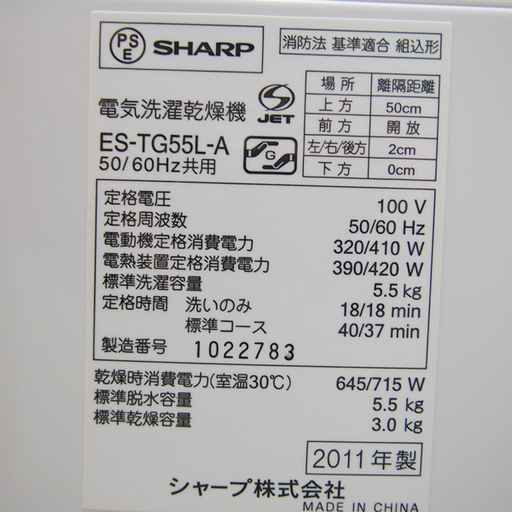 PSE SHARP
消防法 基準適合 組込形
電気洗濯乾燥機
S JET
ES-TG55L-A
50/60Hz共用
G
場所 離隔距離
上方 50cm
前方 開放
左/右/後方 2cm
下方 0cm
定格電圧 100 V
定格周波数 50/60 Hz
電動機定格消費電力 320/410 W
電熱装置定格消費電力 390/420 W
標準洗濯容量 5.5 kg
定格時間 洗いのみ 18/18 min
標準コース 40/37 min
製造番号 1022783
乾燥時消費電力(室温30℃) 645/715 W
標準脱水容量 5.5 kg
標準乾燥容量 3.0 kg
2011年製
シャープ株式会社
MADE IN CHINA